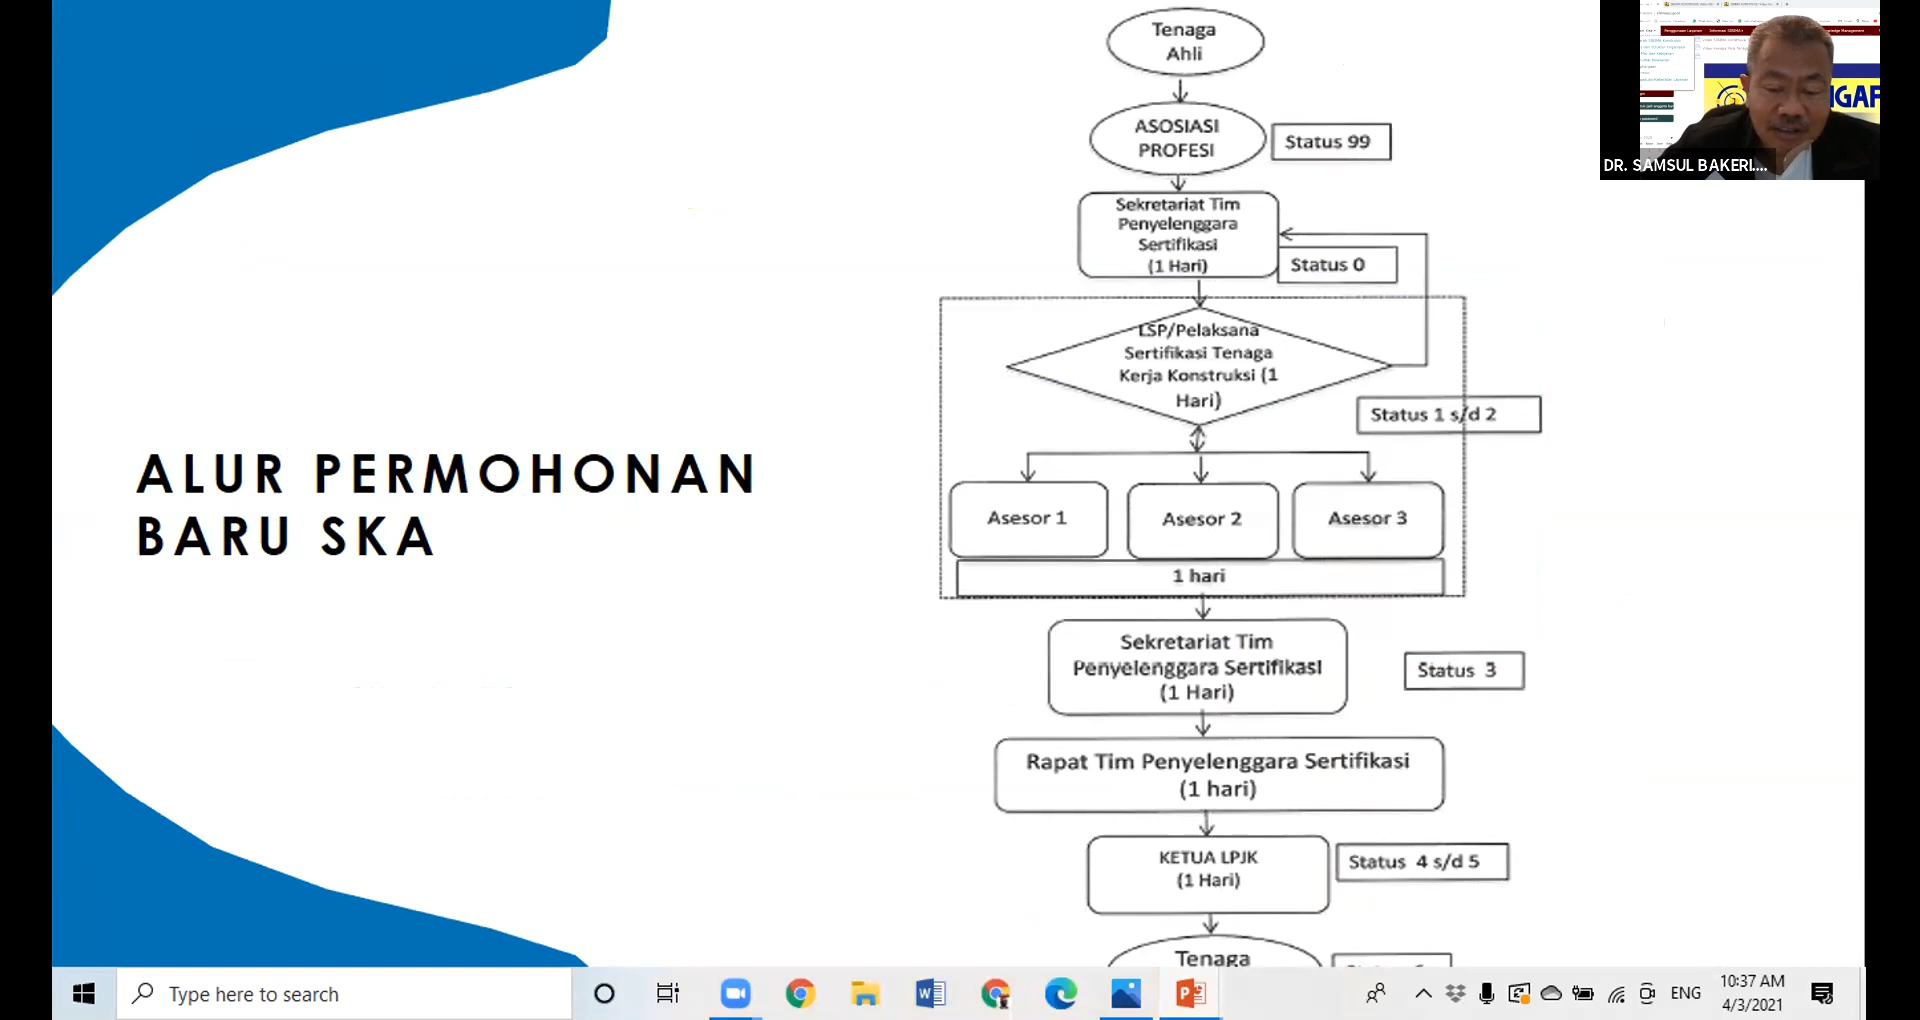 Tenaga
Ahli
ASOSIASI
PROFESI
Status 99
Sekretariat Tim
Penyelenggara
Sertifikasi
(1 Hari)
Status 0
LSP/Pelaksana
Sertifikasi Tenaga
Kerja Konstruksi (1
Hari)
Status 1 s/d 2
Asesor 1
Asesor 2
Asesor 3
1 hari
Sekretariat Tim
Penyelenggara Sertifikasi
(1 Hari)
Status 3
Rapat Tim Penyelenggara Sertifikasi
(1 hari)
KETUA LPJK
(1 Hari)
Status 4 s/d 5
Tenaga
ALUR PERMOHONAN
BARU SKA
DR. SAMSUL BAKERI....
Type here to search
ENG
10:37 AM
4/3/2021